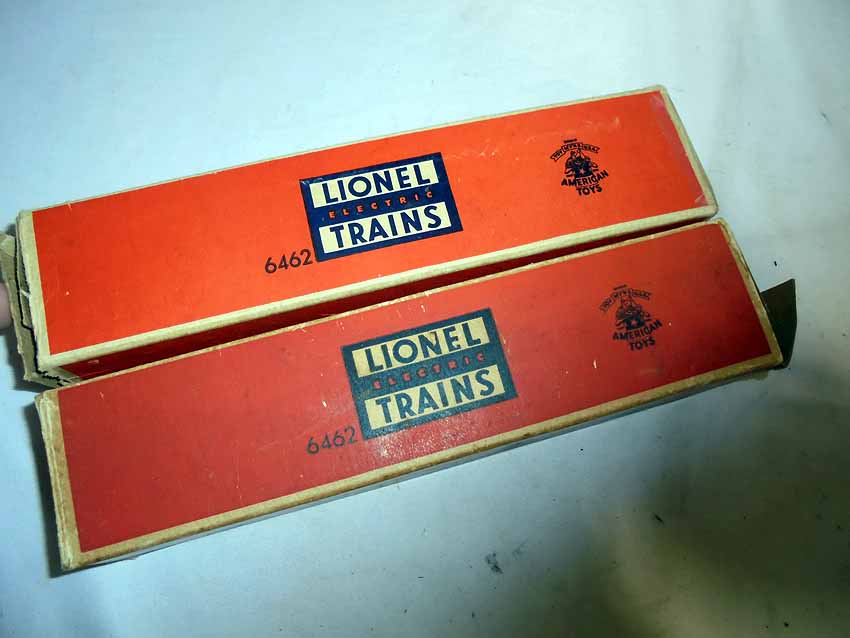 LIONEL
ELECTRIC
TRAINS
6462
AMERICAN
TOYS
LIONEL
ELECTRIC
TRAINS
6462
AMERICAN
TOYS